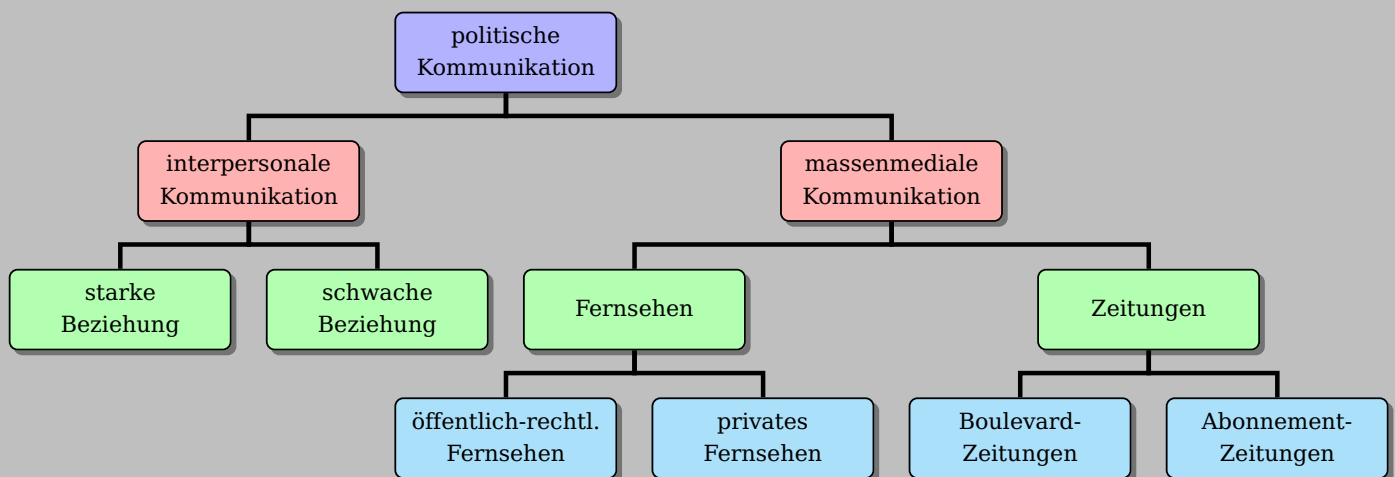 politische
Kommunikation
interpersonale
Kommunikation
massenmediale
Kommunikation
starke
Beziehung
schwache
Beziehung
Fernsehen
Zeitungen
öffentlich-rechtl.
Fernsehen
privates
Fernsehen
Boulevard-
Zeitungen
Abonnement-
Zeitungen